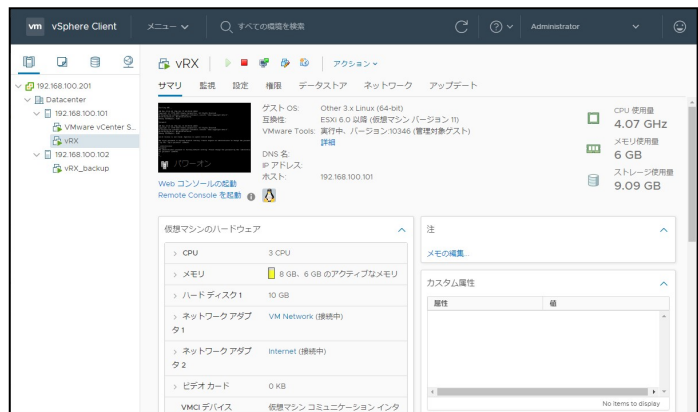 vm vSphere Client メニュー すべての環境を検索 Administrator
192.168.100.201
Datacenter
192.168.100.101
VMware vCenter S...
vRX
192.168.100.102
vRX_backup
vRX アクション
サマリ 監視 設定 権限 データストア ネットワーク アップデート
パワーオン
Web コンソールの起動
Remote Console を起動
ゲスト OS: Other 3.x Linux (64-bit)
互換性: ESXi 6.0 以降 (仮想マシン バージョン 11)
VMware Tools: 実行中、バージョン:10346 (管理対象ゲスト)
詳細
DNS 名:
IP アドレス:
ホスト: 192.168.100.101
CPU 使用量
4.07 GHz
メモリ使用量
6 GB
ストレージ使用量
9.09 GB
仮想マシンのハードウェア
CPU 3 CPU
メモリ 8 GB、6 GB のアクティブなメモリ
ハード ディスク 1 10 GB
ネットワーク アダプ VM Network (接続中)
タ 1
ネットワーク アダプ Internet (接続中)
タ 2
ビデオ カード 0 KB
VMCI デバイス 仮想マシン コミュニケーション インタ
注
メモの編集...
カスタム属性
属性 値
No items to display